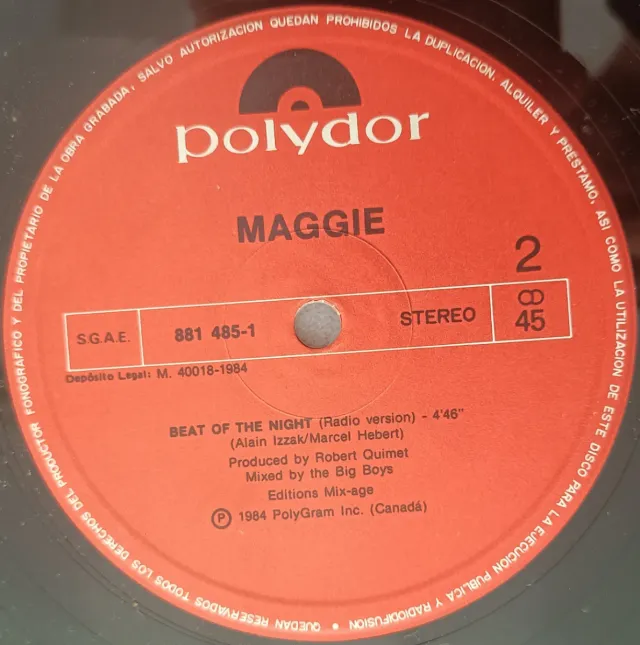 polydor
MAGGIE
2
S.G.A.E.
881 485-1
STEREO
45
Depósito Legal: M. 40018-1984
BEAT OF THE NIGHT (Radio version) - 4'46"
(Alain Izzak/Marcel Hebert)
Produced by Robert Quimet
Mixed by the Big Boys
Editions Mix-age
Ⓟ 1984 PolyGram Inc. (Canadá)
QUEDAN RESERVADOS TODOS LOS DERECHOS DEL PRODUCTOR FONOGRAFICO Y DEL PROPIETARIO DE LA OBRA GRABADA, SALVO AUTORIZACION QUEDAN PROHIBIDOS LA DUPLICACION, ALQUILER Y PRESTAMO, ASI COMO LA UTILIZACION DE ESTE DISCO PARA LA EJECUCION PUBLICA Y RADIODIFUSION *